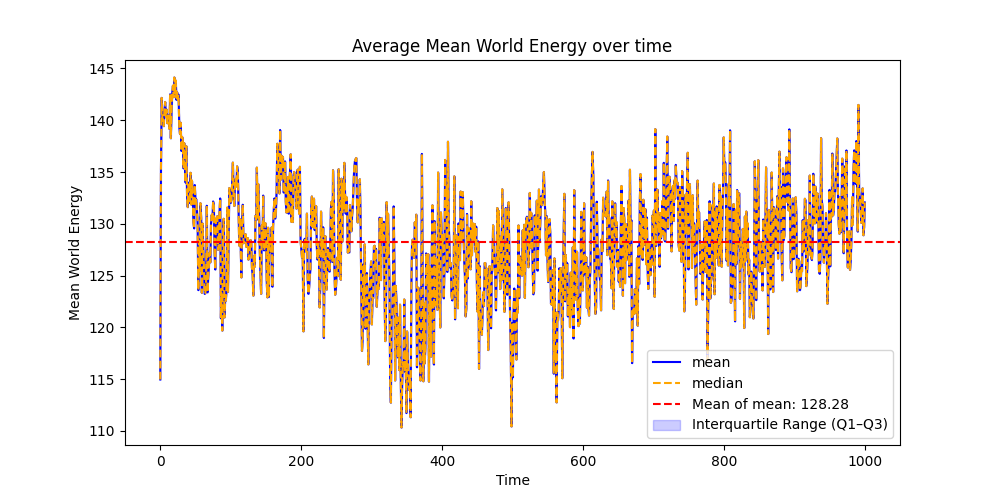 Average Mean World Energy over time
Mean World Energy
145
140
135
130
125
120
115
110
0
200
400
600
800
1000
Time
mean
median
Mean of mean: 128.28
Interquartile Range (Q1–Q3)